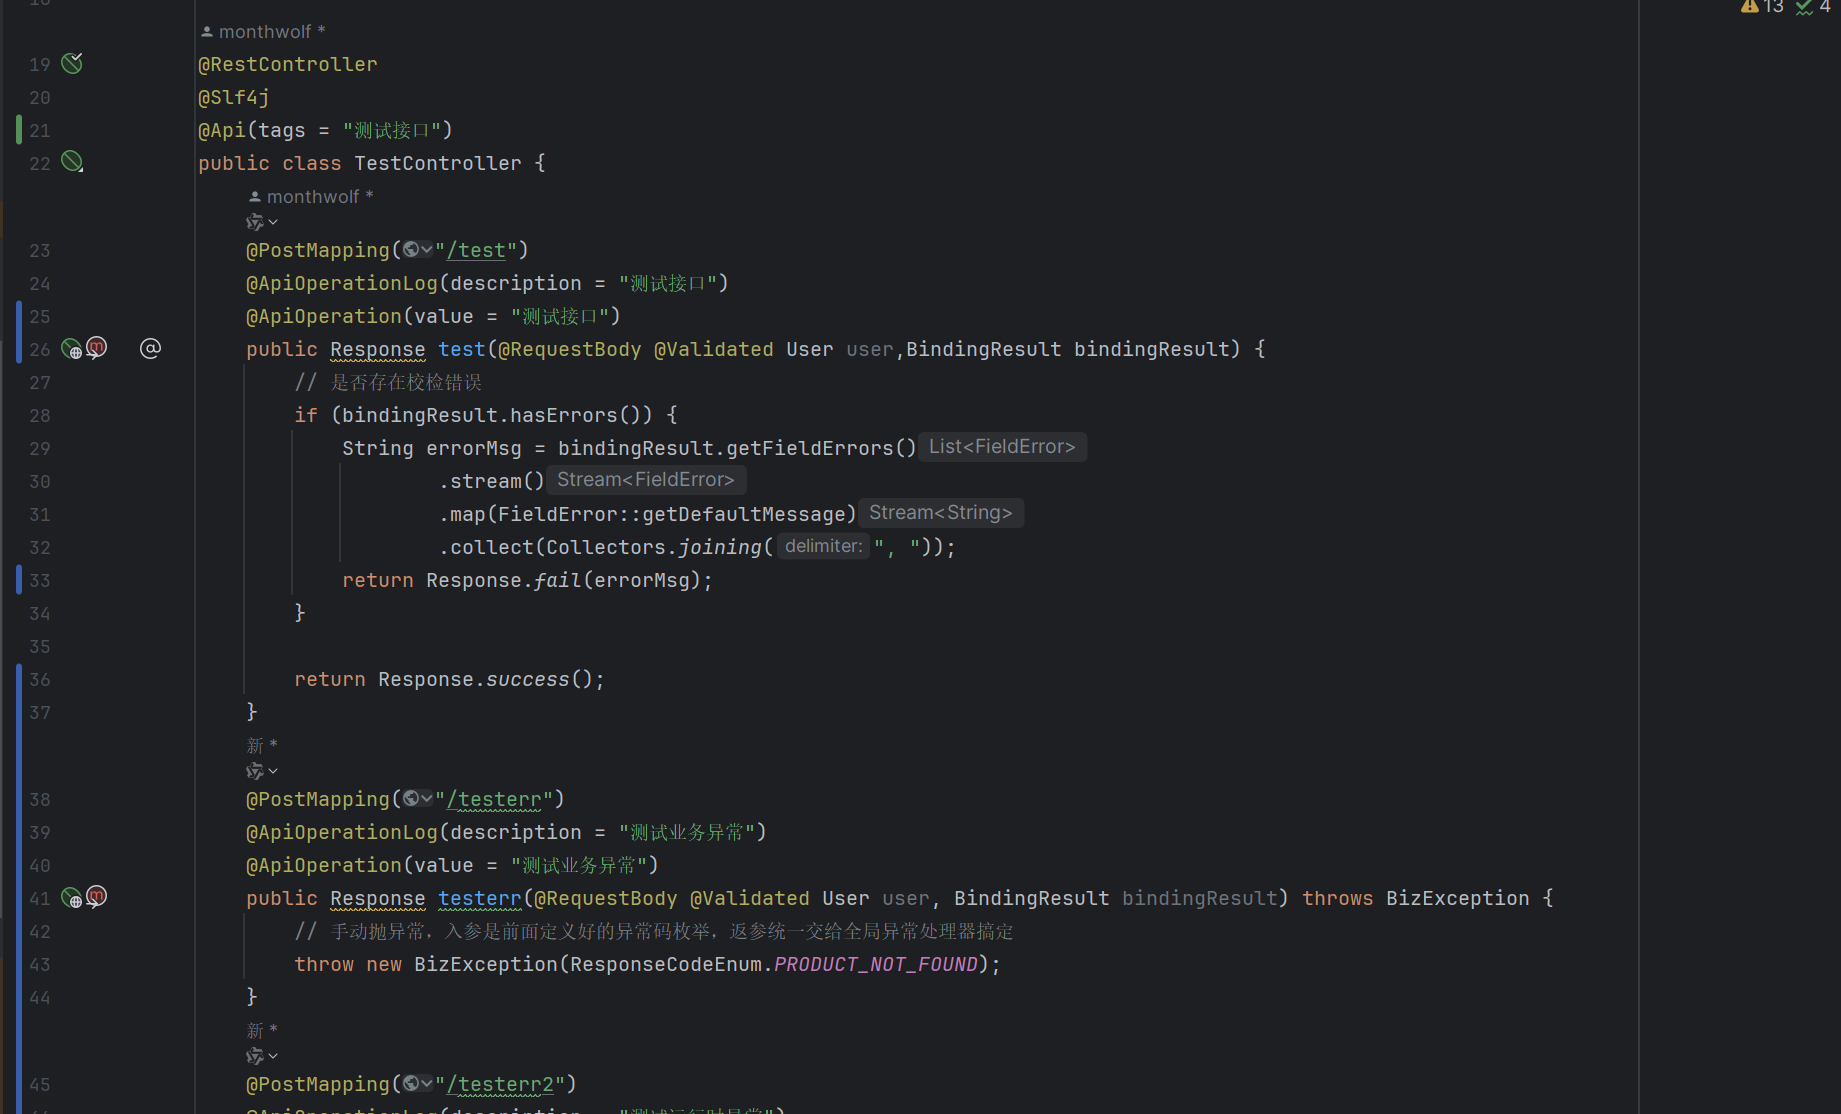 13 4
monthwolf *
19 @RestController
20 @Slf4j
21 @Api(tags = "测试接口")
22 public class TestController {
monthwolf *
23 @PostMapping("/test")
24 @ApiOperationLog(description = "测试接口")
25 @ApiOperation(value = "测试接口")
26 public Response test(@RequestBody @Validated User user,BindingResult bindingResult) {
27 // 是否存在校检错误
28 if (bindingResult.hasErrors()) {
29 String errorMsg = bindingResult.getFieldErrors() List<FieldError>
30 .stream() Stream<FieldError>
31 .map(FieldError::getDefaultMessage) Stream<String>
32 .collect(Collectors.joining( delimiter: ", "));
33 return Response.fail(errorMsg);
34 }
35
36 return Response.success();
37 }
新 *
38 @PostMapping("/testerr")
39 @ApiOperationLog(description = "测试业务异常")
40 @ApiOperation(value = "测试业务异常")
41 public Response testerr(@RequestBody @Validated User user, BindingResult bindingResult) throws BizException {
42 // 手动抛异常，入参是前面定义好的异常码枚举，返参统一交给全局异常处理器搞定
43 throw new BizException(ResponseCodeEnum.PRODUCT_NOT_FOUND);
44 }
新 *
45 @PostMapping("/testerr2")
@ApiOperationLog(description = "测试运行时异常")